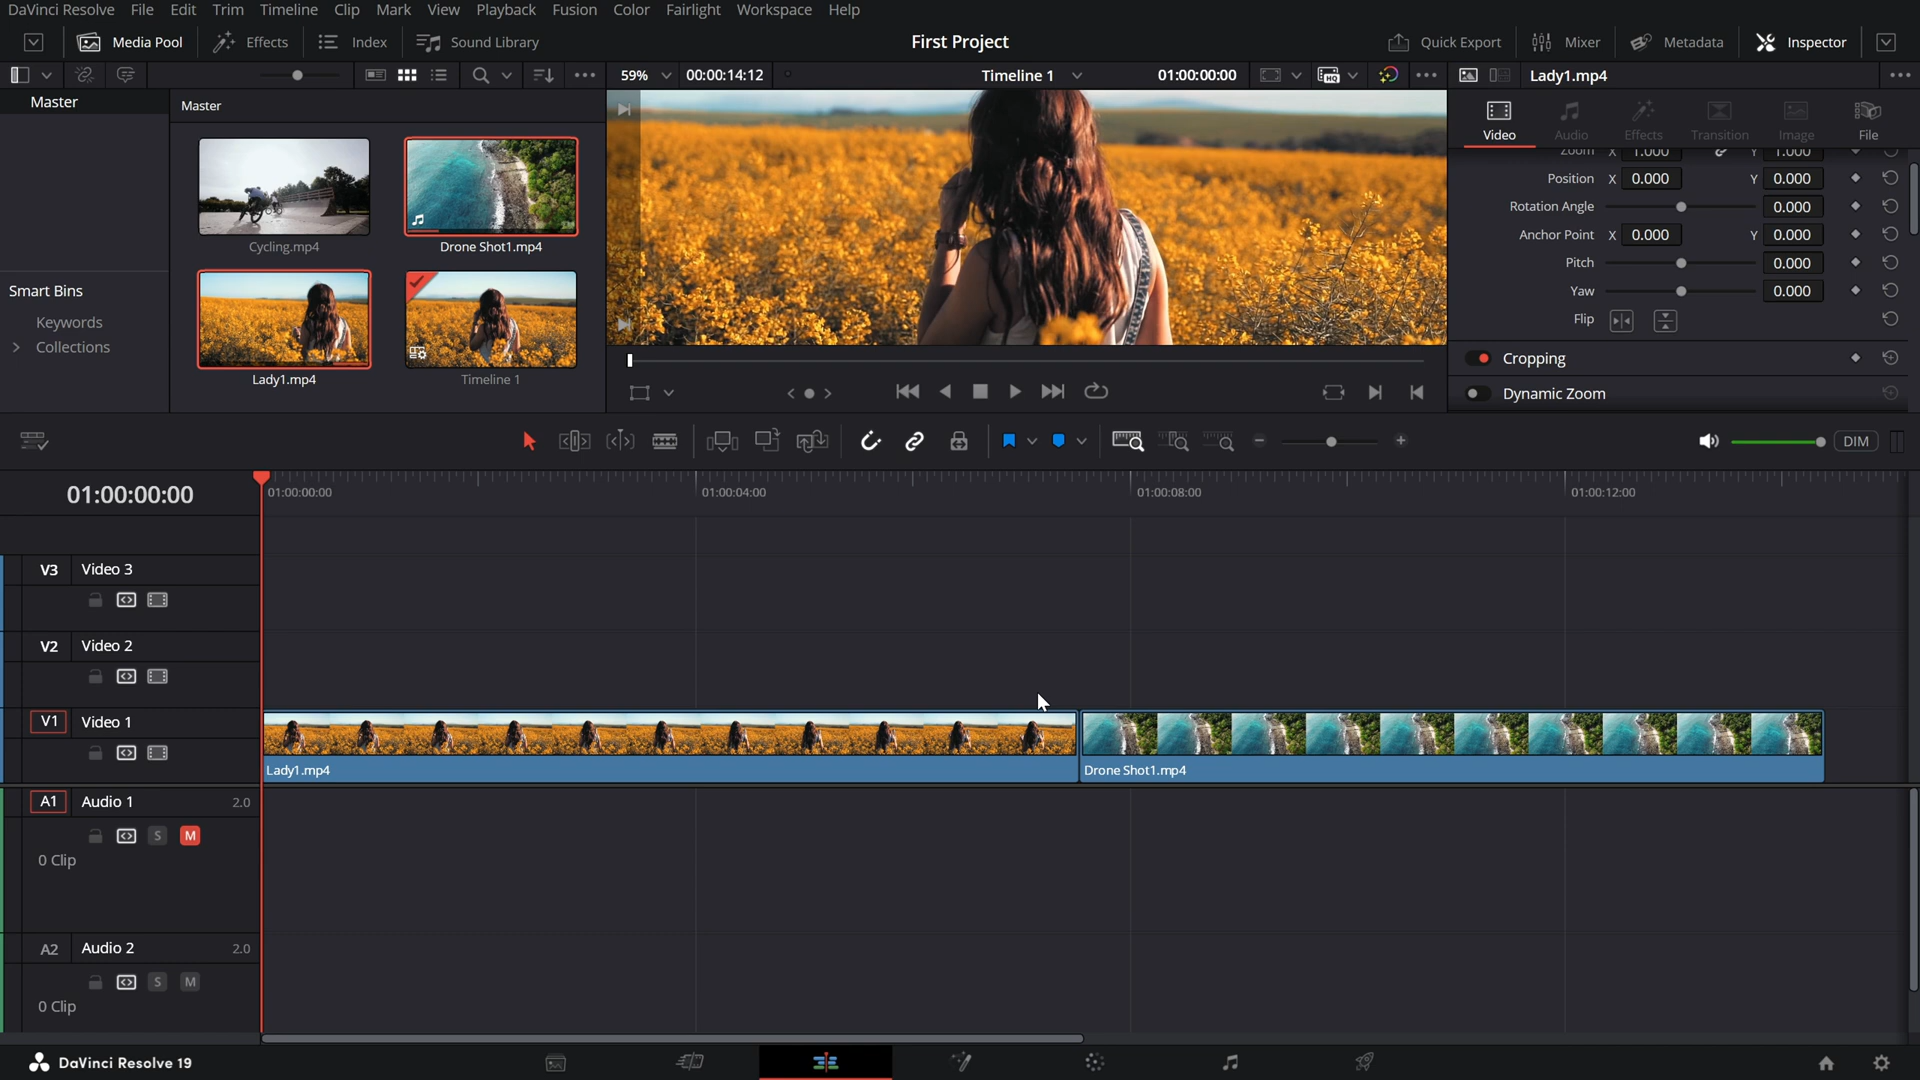 DaVinci Resolve File Edit Trim Timeline Clip Mark View Playback Fusion Color Fairlight Workspace Help
Media Pool Effects Index Sound Library First Project Quick Export Mixer Metadata Inspector
59% 00:00:14:12 Timeline 1 01:00:00:00 HQ Lady1.mp4
Master
Master
Cycling.mp4
Drone Shot1.mp4
Lady1.mp4
Timeline 1
Smart Bins
Keywords
Collections
Video Audio Effects Transition Image File
Zoom X 1.000 Y 1.000
Position X 0.000 Y 0.000
Rotation Angle 0.000
Anchor Point X 0.000 Y 0.000
Pitch 0.000
Yaw 0.000
Flip
Cropping
Dynamic Zoom
DIM
01:00:00:00
01:00:00:00 01:00:04:00 01:00:08:00 01:00:12:00
V3 Video 3
V2 Video 2
V1 Video 1
Lady1.mp4 Drone Shot1.mp4
A1 Audio 1 2.0
S M
0 Clip
A2 Audio 2 2.0
S M
0 Clip
DaVinci Resolve 19